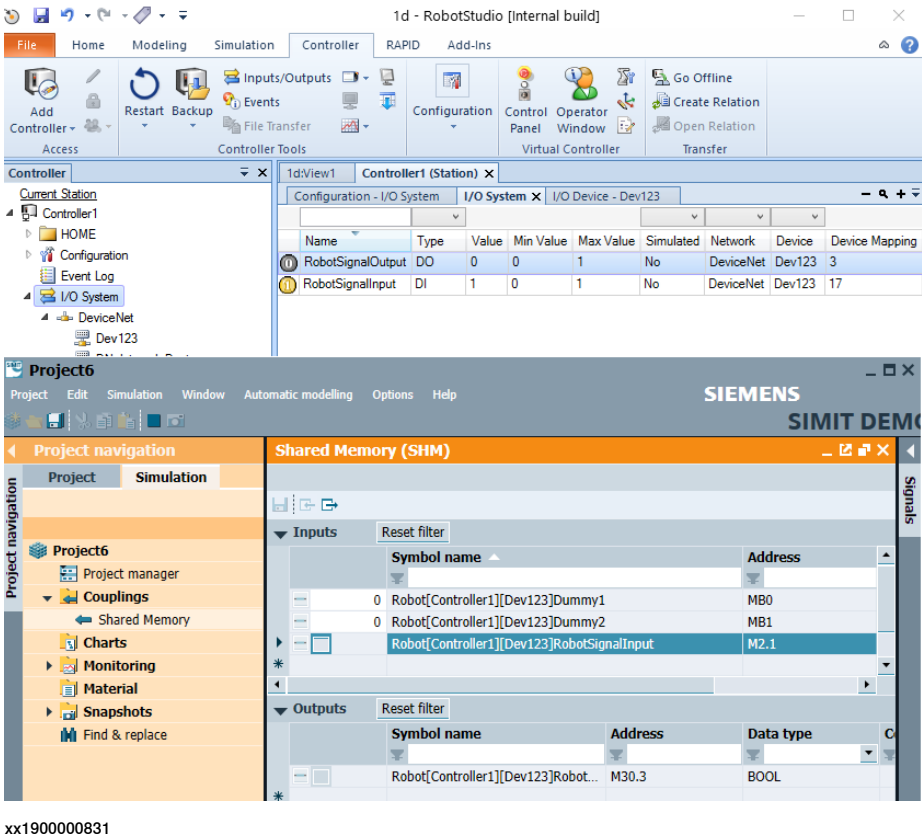 1d - RobotStudio [Internal build]
File Home Modeling Simulation Controller RAPID Add-Ins
Add Controller
Restart Backup
Inputs/Outputs
Events
File Transfer
Configuration
Control Panel
Operator Window
Go Offline
Create Relation
Open Relation
Access Controller Tools Virtual Controller Transfer
Controller
1d:View1 Controller1 (Station) X
Current Station
Configuration - I/O System I/O System X I/O Device - Dev123
Controller1
HOME
Configuration
Event Log
I/O System
DeviceNet
Dev123
Name Type Value Min Value Max Value Simulated Network Device Device Mapping
RobotSignalOutput DO 0 0 1 No DeviceNet Dev123 3
RobotSignalInput DI 1 0 1 No DeviceNet Dev123 17
Project6
Project Edit Simulation Window Automatic modelling Options Help
SIEMENS
SIMIT DEM
Project navigation
Project navigation
Project Simulation
Project6
Project manager
Couplings
Shared Memory
Charts
Monitoring
Material
Snapshots
Find & replace
Shared Memory (SHM)
Signals
Inputs Reset filter
Symbol name Address
0 Robot[Controller1][Dev123]Dummy1 MB0
0 Robot[Controller1][Dev123]Dummy2 MB1
Robot[Controller1][Dev123]RobotSignalInput M2.1
Outputs Reset filter
Symbol name Address Data type
Robot[Controller1][Dev123]Robot... M30.3 BOOL
xx1900000831